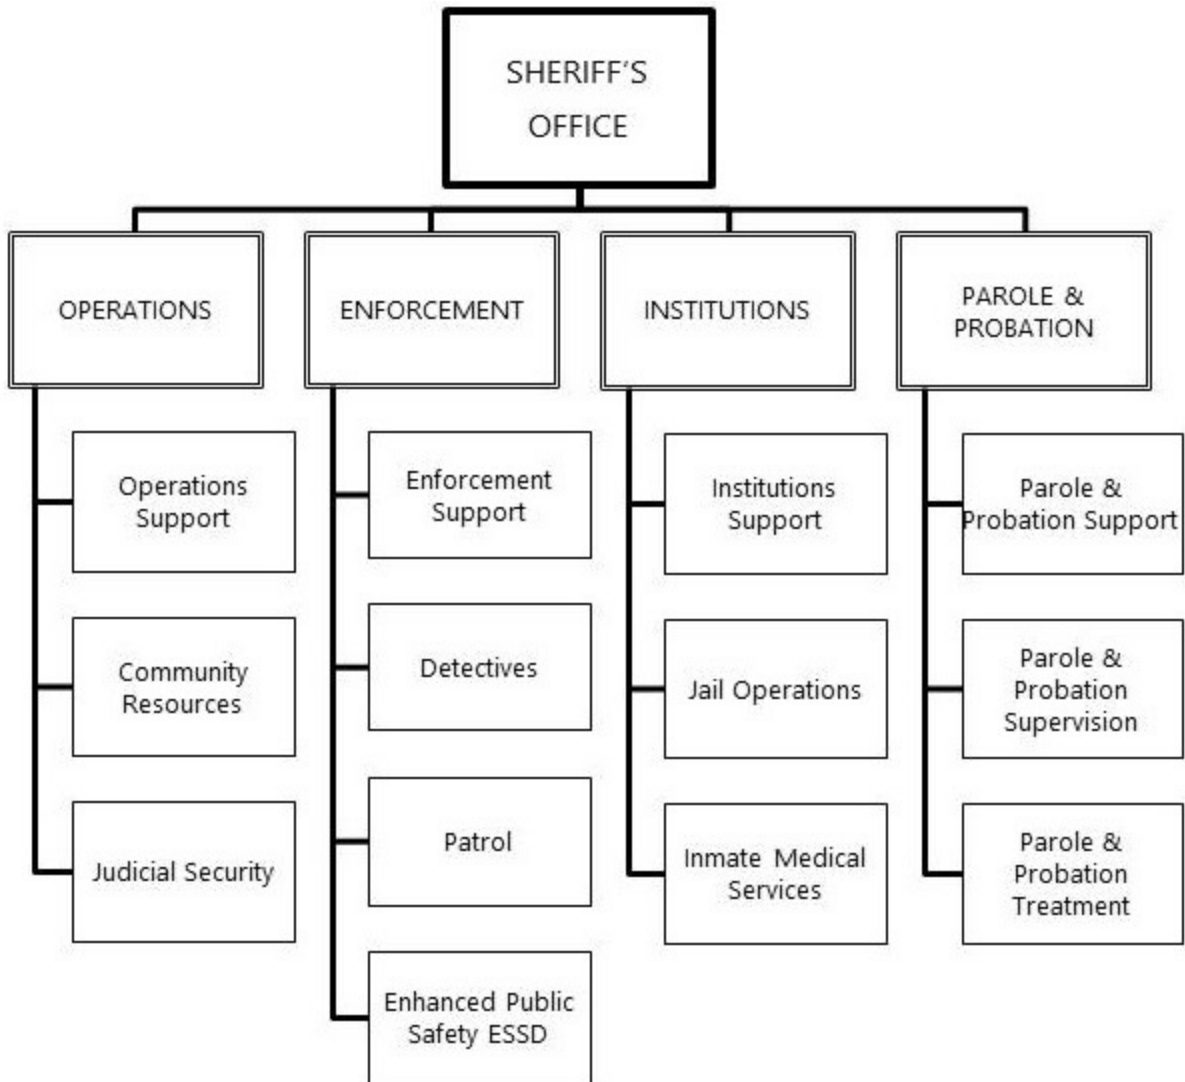 SHERIFF'S
OFFICE
OPERATIONS
ENFORCEMENT
INSTITUTIONS
PAROLE &
PROBATION
Operations
Support
Community
Resources
Judicial Security
Enforcement
Support
Detectives
Patrol
Enhanced Public
Safety ESSD
Institutions
Support
Jail Operations
Inmate Medical
Services
Parole &
Probation Support
Parole &
Probation
Supervision
Parole &
Probation
Treatment